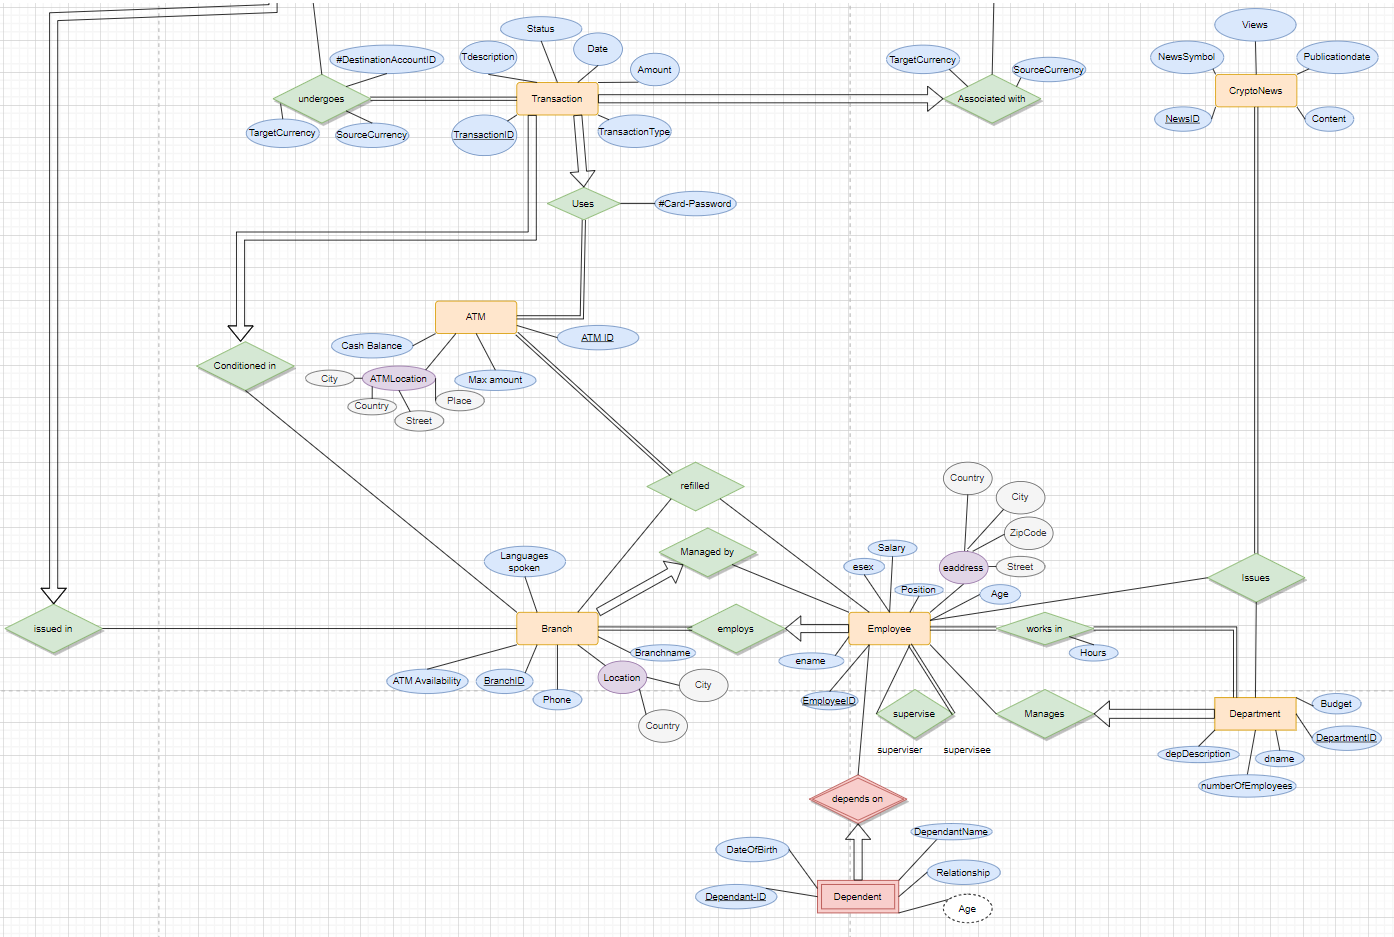 Status
Views
Tdescription
Date
#DestinationAccountID
TargetCurrency
NewsSymbol
Publicationdate
Amount
SourceCurrency
undergoes
Transaction
Associated with
CryptoNews
TargetCurrency
SourceCurrency
TransactionID
TransactionType
NewsID
Content
Uses
#Card-Password
ATM
Cash Balance
ATM ID
Conditioned in
City
ATMLocation
Max amount
Country
Place
Street
refilled
Country
City
ZipCode
Managed by
Salary
Languages
spoken
esex
eaddress
Street
Issues
Position
Age
issued in
Branch
employs
Employee
works in
Branchname
ename
Hours
ATM Availability
BranchID
Location
City
Phone
EmployeeID
Country
supervise
Manages
Department
Budget
DepartmentID
superviser
supervisee
depDescription
dname
numberOfEmployees
depends on
DependantName
DateOfBirth
Relationship
Dependant-ID
Dependent
Age